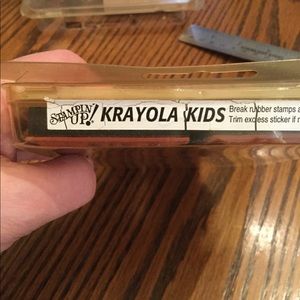 STAMPIN' UP! KRAYOLA KIDS
Break rubber stamps a
Trim excess sticker if n